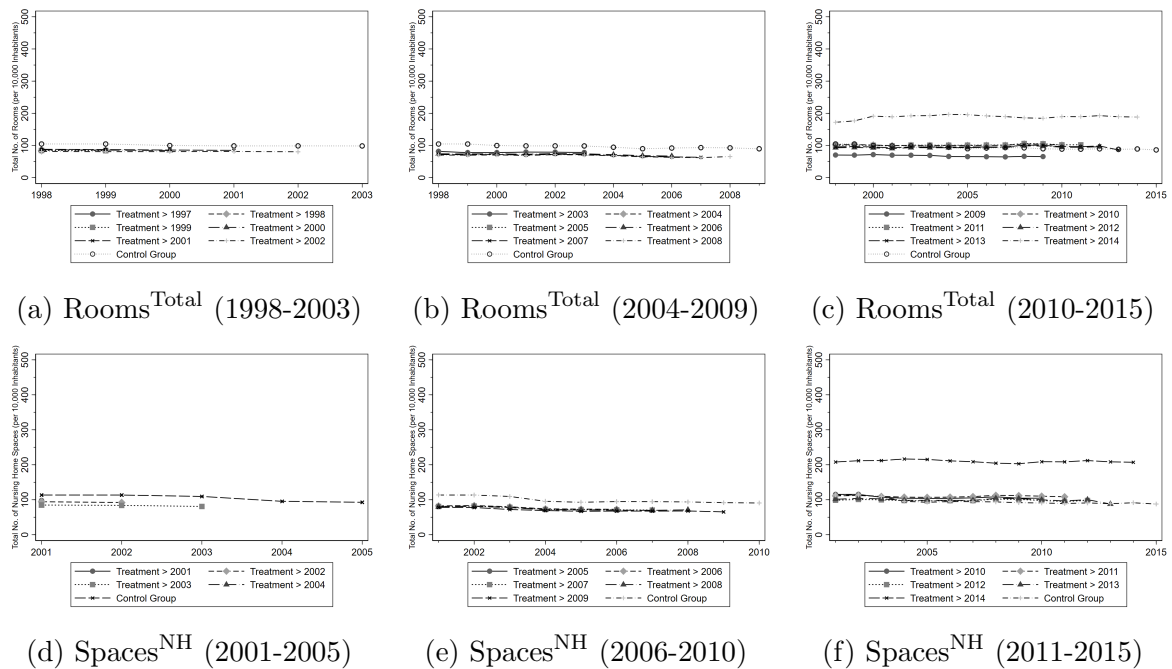 Total No. of Rooms (per 10,000 Inhabitants)
0 100 200 300 400 500
1998 1999 2000 2001 2002 2003
Treatment > 1997 Treatment > 1998
Treatment > 1999 Treatment > 2000
Treatment > 2001 Treatment > 2002
Control Group
(a) Rooms^Total (1998-2003)
Total No. of Rooms (per 10,000 Inhabitants)
0 100 200 300 400 500
1998 2000 2002 2004 2006 2008
Treatment > 2003 Treatment > 2004
Treatment > 2005 Treatment > 2006
Treatment > 2007 Treatment > 2008
Control Group
(b) Rooms^Total (2004-2009)
Total No. of Rooms (per 10,000 Inhabitants)
0 100 200 300 400 500
2000 2005 2010 2015
Treatment > 2009 Treatment > 2010
Treatment > 2011 Treatment > 2012
Treatment > 2013 Treatment > 2014
Control Group
(c) Rooms^Total (2010-2015)
Total No. of Nursing Home Spaces (per 10,000 Inhabitants)
0 100 200 300 400 500
2001 2002 2003 2004 2005
Treatment > 2001 Treatment > 2002
Treatment > 2003 Treatment > 2004
Control Group
(d) Spaces^NH (2001-2005)
Total No. of Nursing Home Spaces (per 10,000 Inhabitants)
0 100 200 300 400 500
2002 2004 2006 2008 2010
Treatment > 2005 Treatment > 2006
Treatment > 2007 Treatment > 2008
Treatment > 2009 Control Group
(e) Spaces^NH (2006-2010)
Total No. of Nursing Home Spaces (per 10,000 Inhabitants)
0 100 200 300 400 500
2005 2010 2015
Treatment > 2010 Treatment > 2011
Treatment > 2012 Treatment > 2013
Treatment > 2014 Control Group
(f) Spaces^NH (2011-2015)